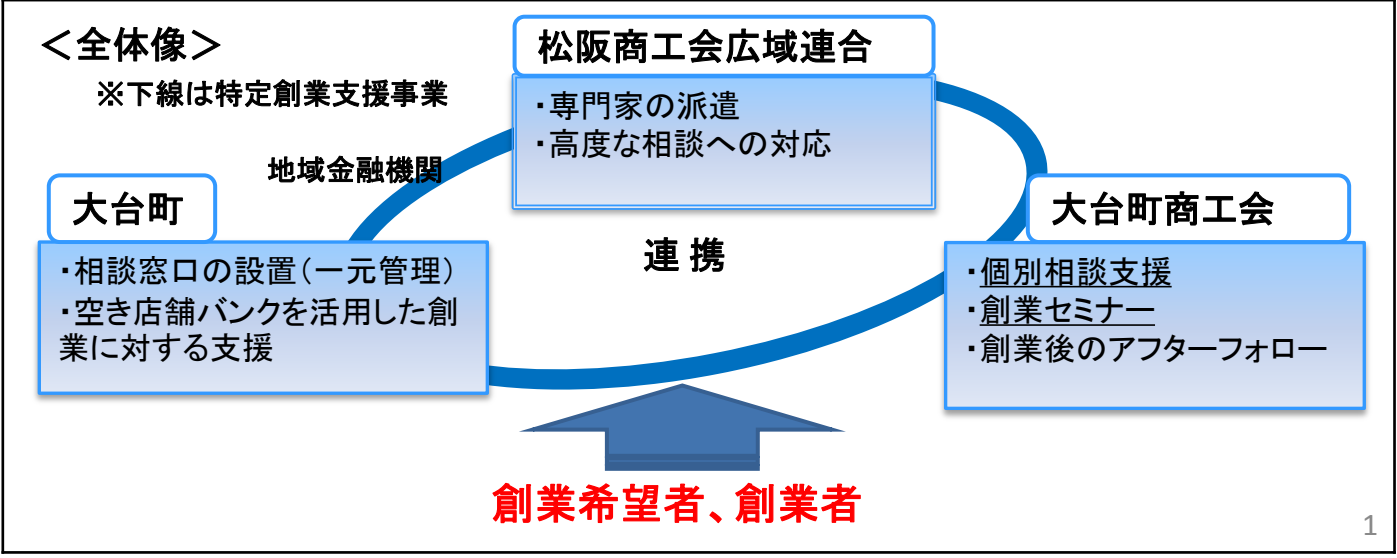 ＜全体像＞
※下線は特定創業支援事業
松阪商工会広域連合
・専門家の派遣
・高度な相談への対応
地域金融機関
大台町
・相談窓口の設置（一元管理）
・空き店舗バンクを活用した創
業に対する支援
連 携
大台町商工会
・個別相談支援
・創業セミナー
・創業後のアフターフォロー
創業希望者、創業者
1